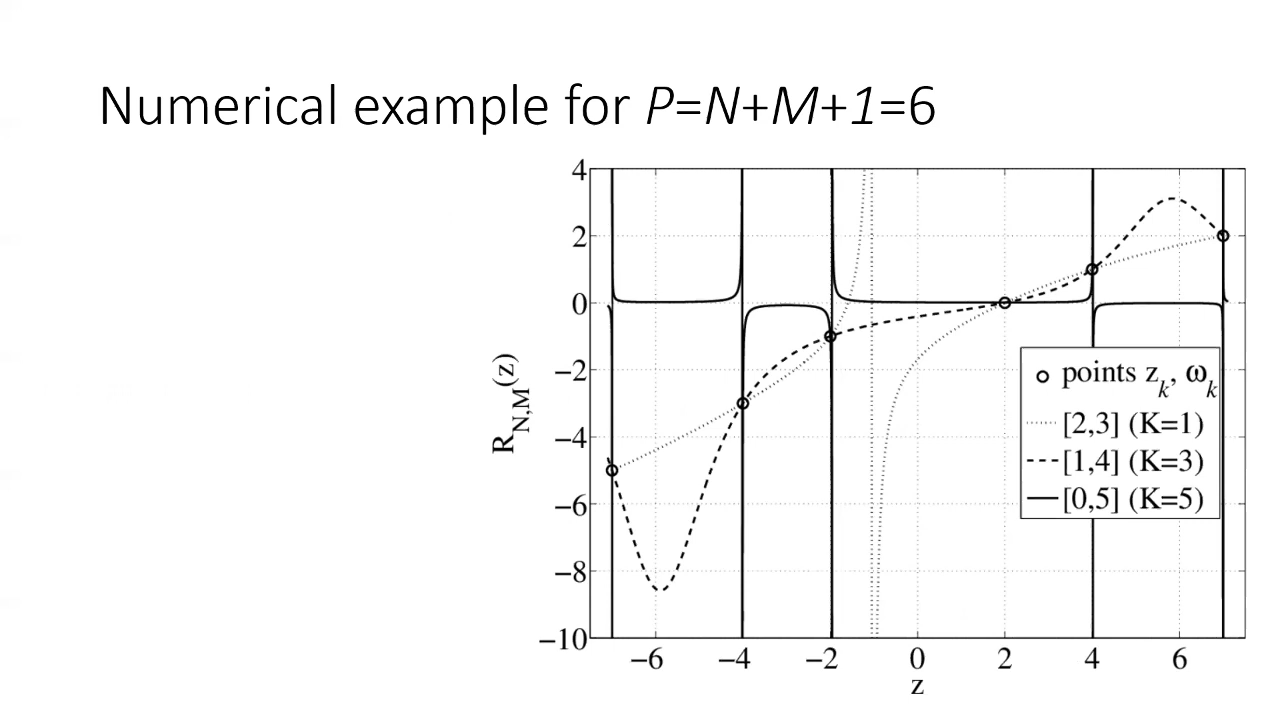 Numerical example for P=N+M+1=6
4
2
0
−2
−4
−6
−8
−10
R_{N,M}(z)
−6 −4 −2 0 2 4 6
z
points z_k, ω_k
[2,3] (K=1)
[1,4] (K=3)
[0,5] (K=5)